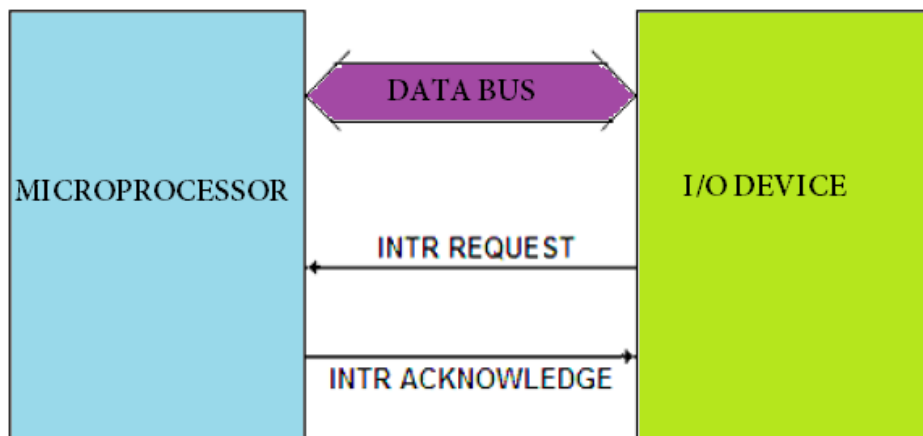 DATA BUS
MICROPROCESSOR
I/O DEVICE
INTR REQUEST
INTR ACKNOWLEDGE